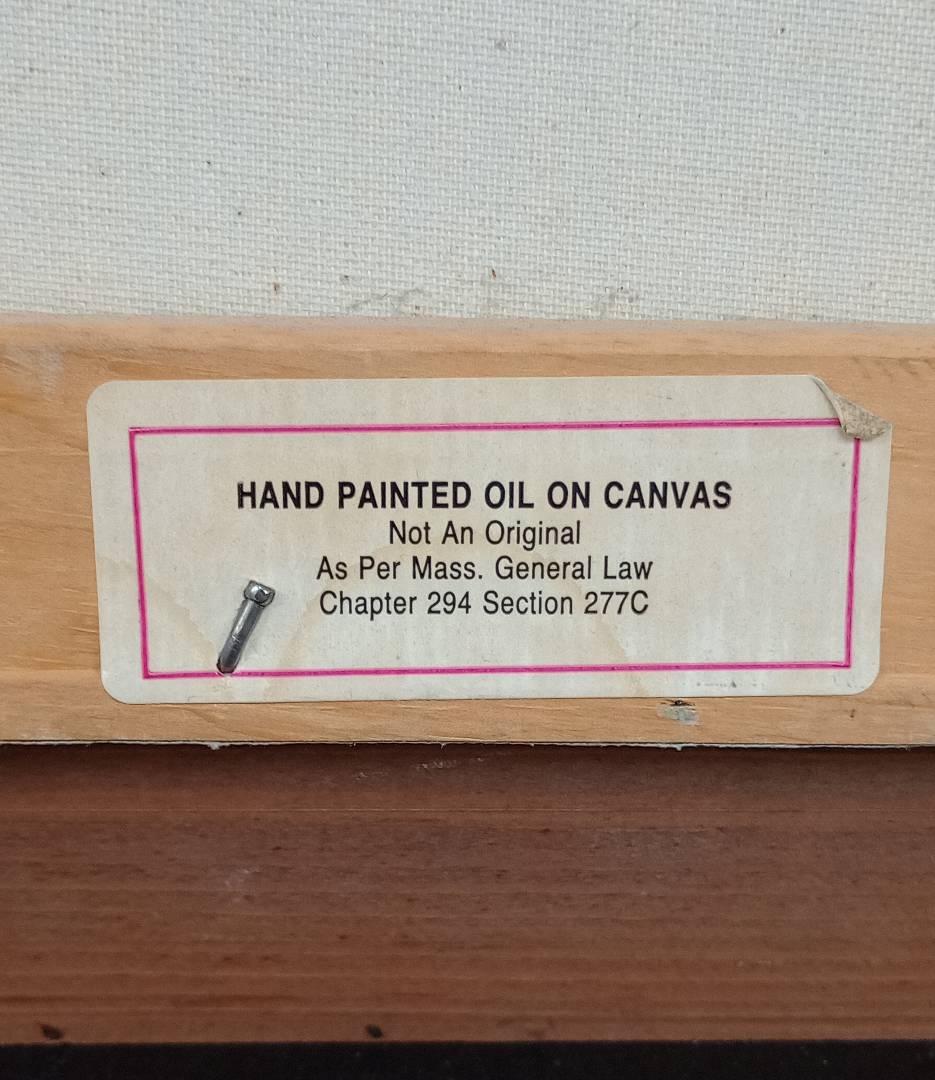 HAND PAINTED OIL ON CANVAS
Not An Original
As Per Mass. General Law
Chapter 294 Section 277C